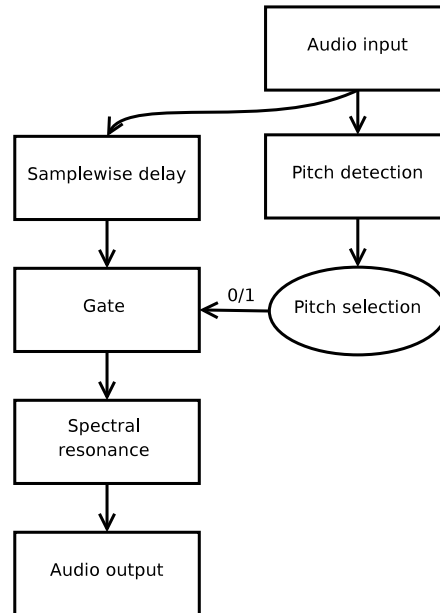 Audio input
Samplewise delay
Pitch detection
0/1
Gate
Pitch selection
Spectral
resonance
Audio output